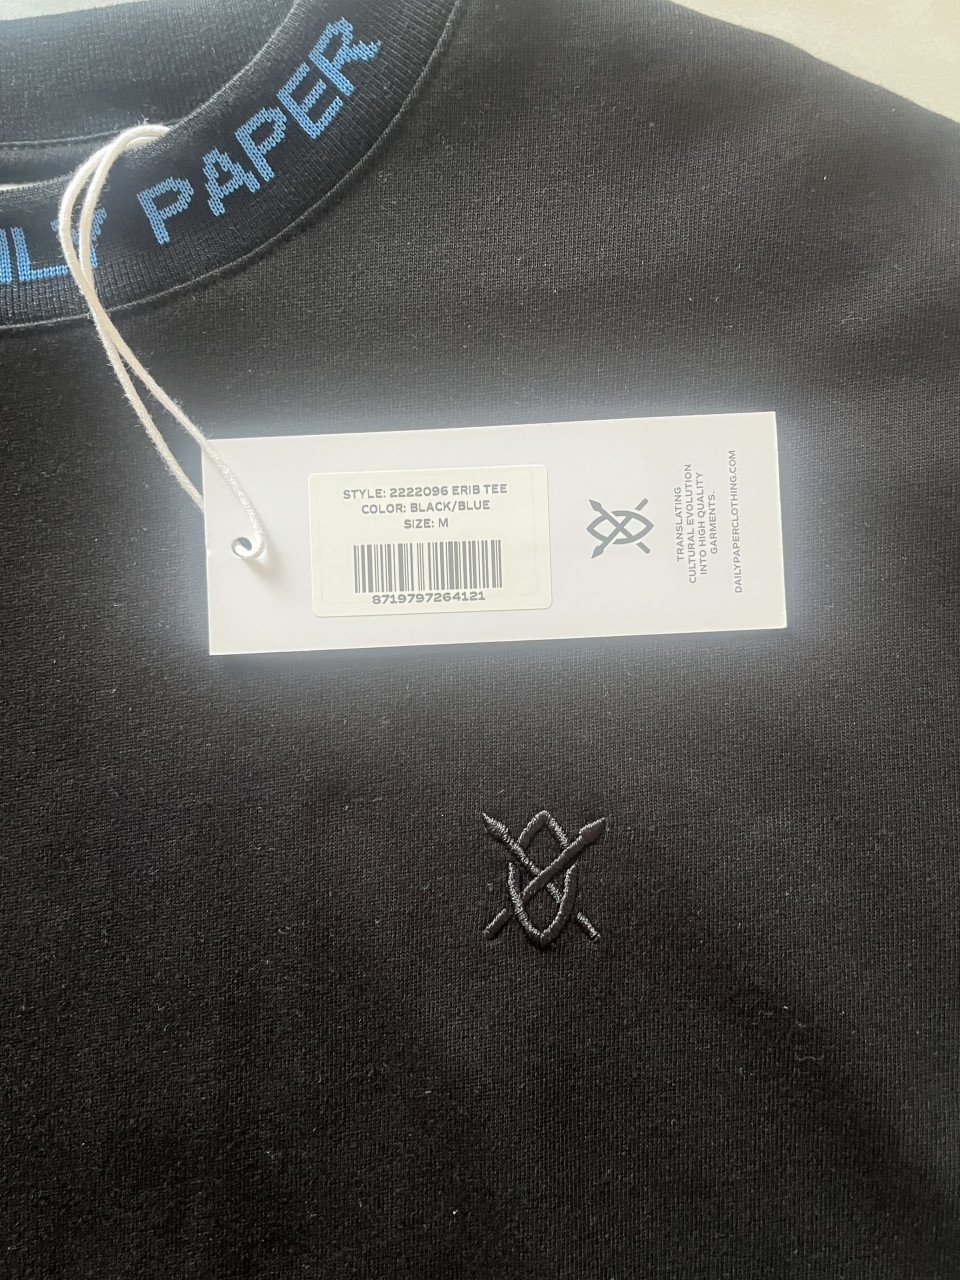 ILY PAPER
STYLE: 2222096 ERIB TEE
COLOR: BLACK/BLUE
SIZE: M
8719797264121
TRANSLATING
CULTURAL EVOLUTION
INTO HIGH QUALITY
GARMENTS.
DAILYPAPERCLOTHING.COM